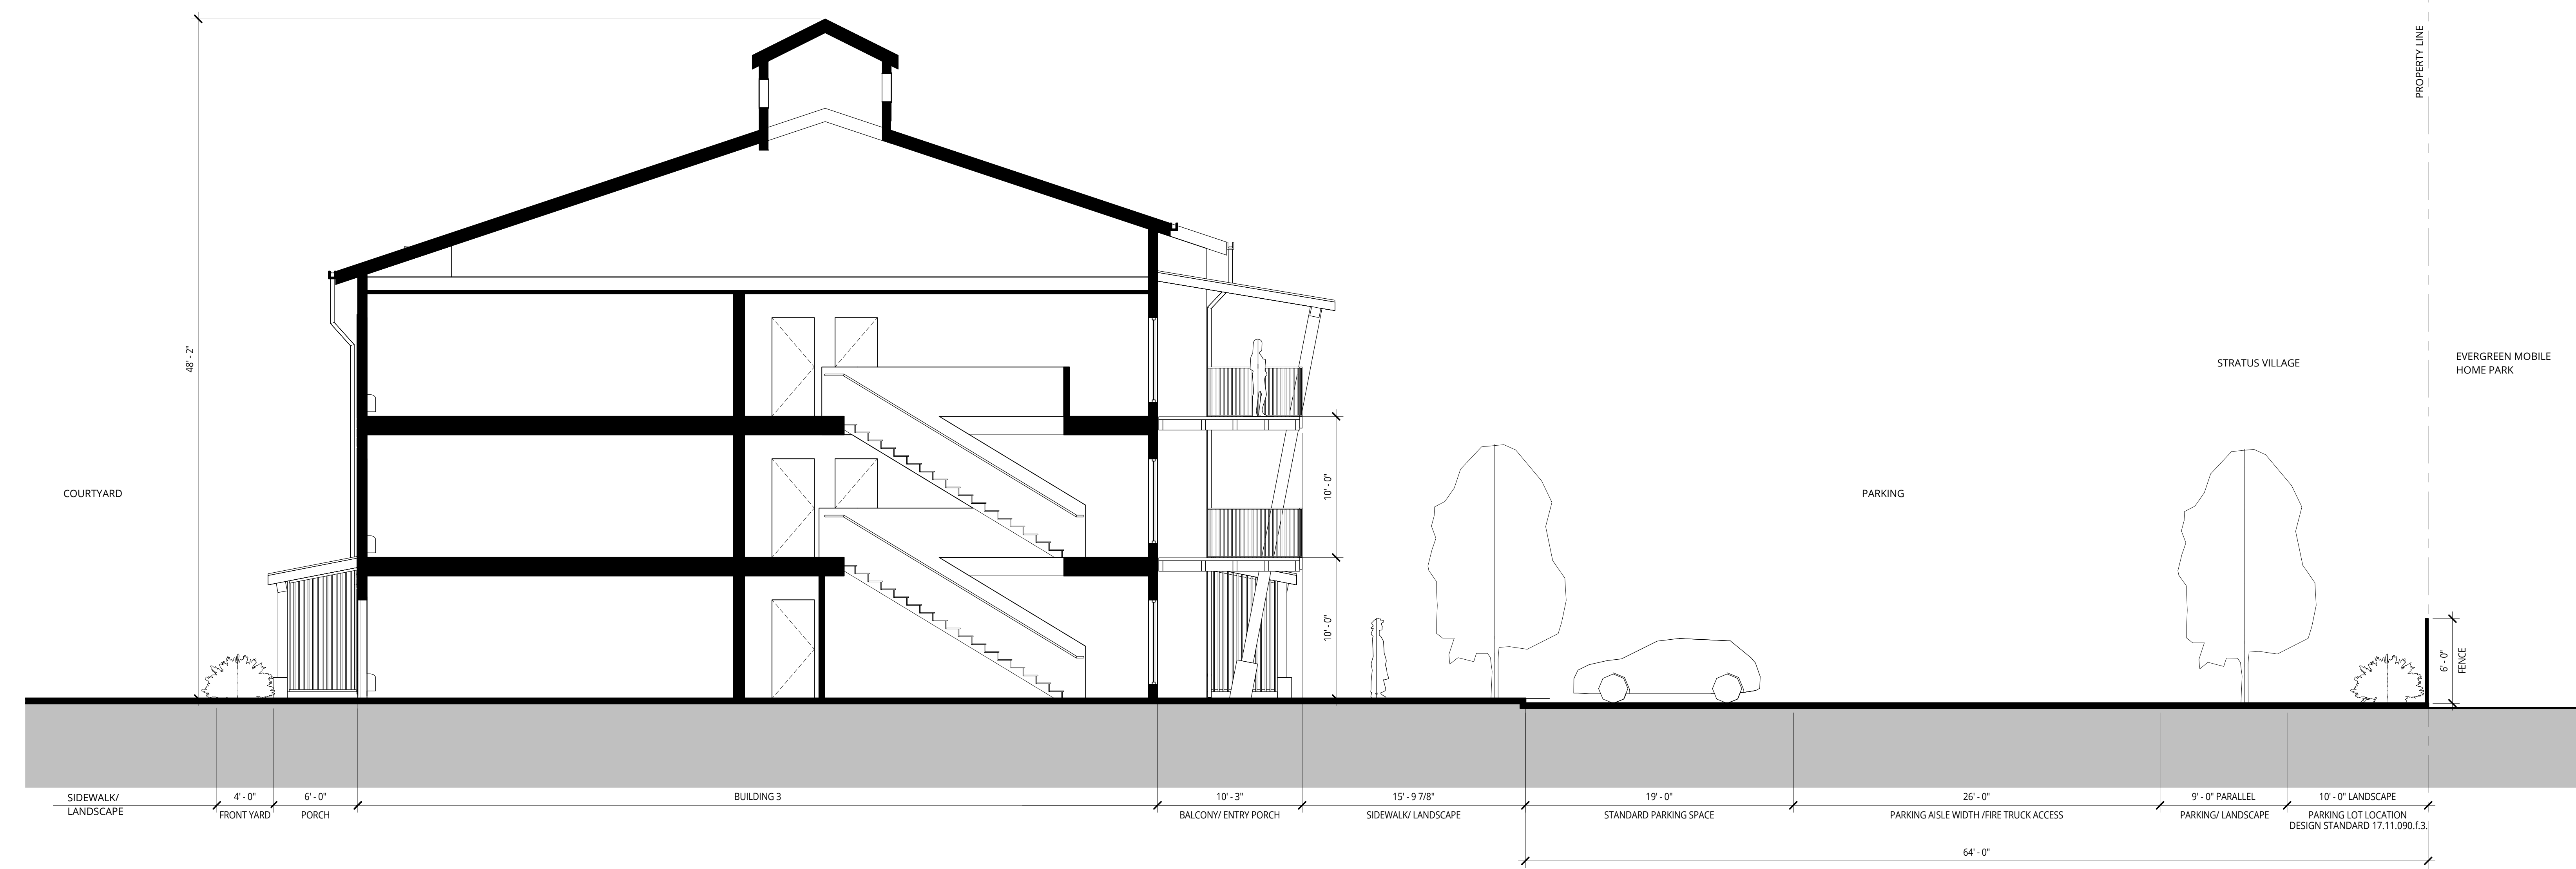 PROPERTY LINE
48' - 2"
STRATUS VILLAGE
EVERGREEN MOBILE
HOME PARK
COURTYARD
PARKING
10' - 0"
10' - 0"
6' - 0"
FENCE
SIDEWALK/
LANDSCAPE
4' - 0"
FRONT YARD
6' - 0"
PORCH
BUILDING 3
10' - 3"
BALCONY/ ENTRY PORCH
15' - 9 7/8"
SIDEWALK/ LANDSCAPE
19' - 0"
STANDARD PARKING SPACE
26' - 0"
PARKING AISLE WIDTH /FIRE TRUCK ACCESS
9' - 0" PARALLEL
PARKING/ LANDSCAPE
10' - 0" LANDSCAPE
PARKING LOT LOCATION
DESIGN STANDARD 17.11.090.f.3.
64' - 0"